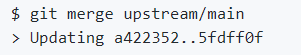 $ git merge upstream/main
> Updating a422352..5fdff0f